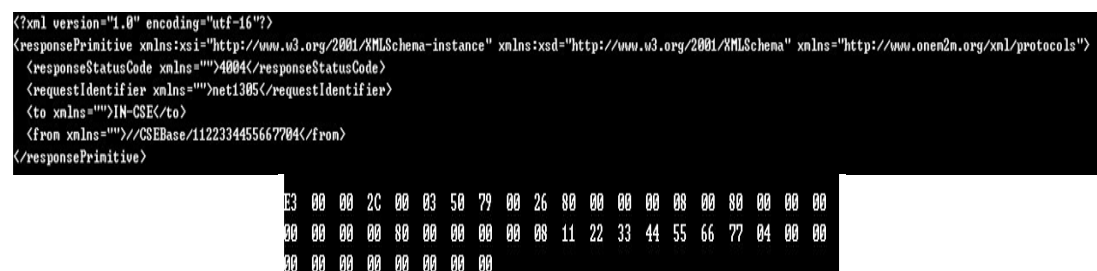 <?xml version="1.0" encoding="utf-16"?>
<responsePrimitive xmlns:xsi="http://www.w3.org/2001/XMLSchema-instance" xmlns:xsd="http://www.w3.org/2001/XMLSchema" xmlns="http://www.onem2m.org/xml/protocols">
<responseStatusCode xmlns="">4004</responseStatusCode>
<requestIdentifier xmlns="">net1305</requestIdentifier>
<to xmlns="">IN-CSE</to>
<from xmlns="">//CSEBase/1122334455667704</from>
</responsePrimitive>
E3 00 00 2C 00 03 50 79 00 26 80 00 00 00 08 00 80 00 00 00
00 00 00 00 80 00 00 00 00 08 11 22 33 44 55 66 77 04 00 00
00 00 00 00 00 00 00 00